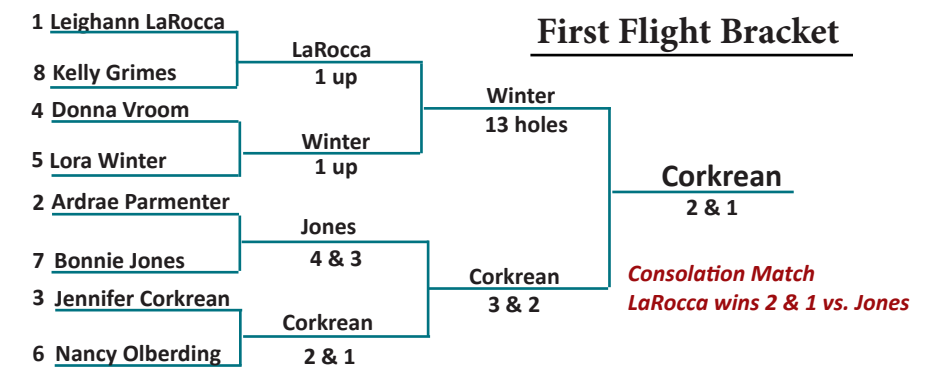 First Flight Bracket
1 Leighann LaRocca
8 Kelly Grimes
4 Donna Vroom
5 Lora Winter
2 Ardrae Parmenter
7 Bonnie Jones
3 Jennifer Corkrean
6 Nancy Olberding
LaRocca
1 up
Winter
1 up
Jones
4 & 3
Corkrean
2 & 1
Winter
13 holes
Corkrean
3 & 2
Corkrean
2 & 1
Consolation Match
LaRocca wins 2 & 1 vs. Jones